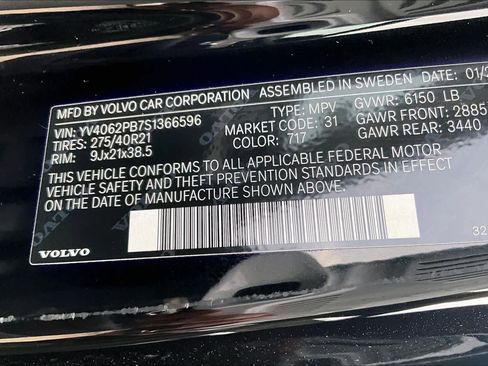 MFD BY VOLVO CAR CORPORATION ASSEMBLED IN SWEDEN DATE: 01/
VIN: YV4062PB7S1366596 TYPE: MPV GVWR: 6150 LB
TIRES: 275/40R21 MARKET CODE: 31 GAWR FRONT: 2885
RIM: 9Jx21x38.5 COLOR: 717 GAWR REAR: 3440
THIS VEHICLE CONFORMS TO ALL APPLICABLE FEDERAL MOTOR
VEHICLE SAFETY AND THEFT PREVENTION STANDARDS IN EFFECT
ON THE DATE OF MANUFACTURE SHOWN ABOVE.
VOLVO 32